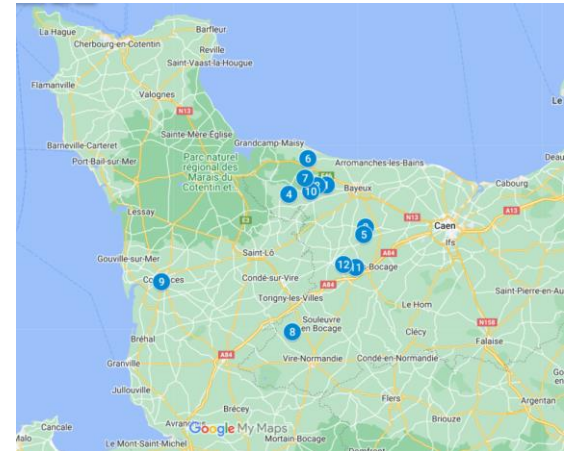 La Hague
Barfleur
Cherbourg-en-Cotentin
Reville
Saint-Vaast-la-Hougue
N13
Flamanville
Valognes
Le
Sainte-Mère-Église
Grandcamp-Maisy
Barneville-Carteret
6
Arromanches-les-Bains
Port-Bail-sur-Mer
Parc naturel
régional des
Marais du
Cotentin et
7
Deau
4
10
1
Bayeux
Cabourg
Lessay
E3
N13
A13
5
Caen
Ifs
Gouville-sur-Mer
Saint-Lô
A84
12
11
-Bocage
9
Condé-sur-Vire
A84
Saint-Pierre-en-Au
Torigny-les-Villes
Le Hom
Bréhal
8
Souleuvre
en Bocage
Clécy
N158
Falaise
Granville
A84
Vire-Normandie
Condé-en-Normandie
Jullouville
Flers
Argentan
Brécey
Briouze
Cancale
Google My Maps
Malo
Le Mont-Saint-Michel
Mortain-Bocage